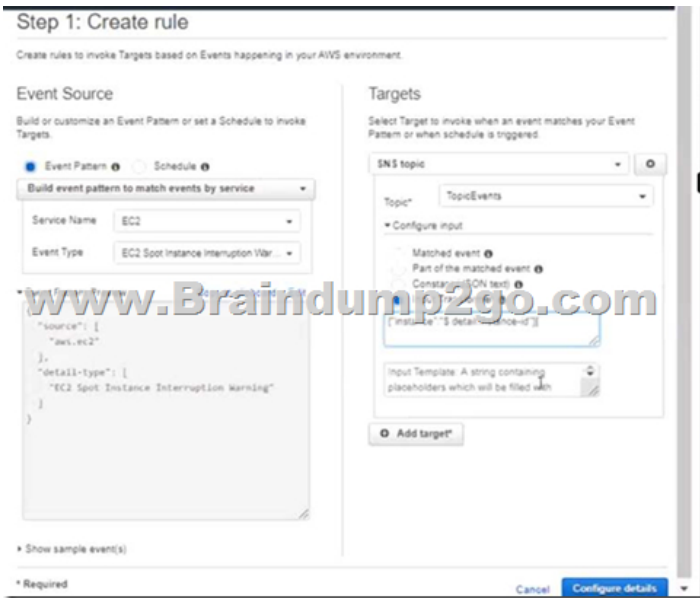 Step 1: Create rule
Create rules to invoke Targets based on Events happening in your AWS environment.
Event Source
Build or customize an Event Pattern or set a Schedule to invoke
Targets.
Event Pattern
Schedule
Build event pattern to match events by service
Service Name
EC2
Event Type
EC2 Spot Instance Interruption War...
www.Braindump2go.com
{
"source": [
"aws.ec2"
],
"detail-type": [
"EC2 Spot Instance Interruption Warning"
]
}
Show sample event(s)
* Required
Targets
Select Target to invoke when an event matches your Event
Pattern or when schedule is triggered.
SNS topic
Topic*
TopicEvents
Configure input
Matched event
Part of the matched event
Constant (JSON text)
Input Template: A string containing
placeholders which will be filled with
Add target*
Cancel
Configure details